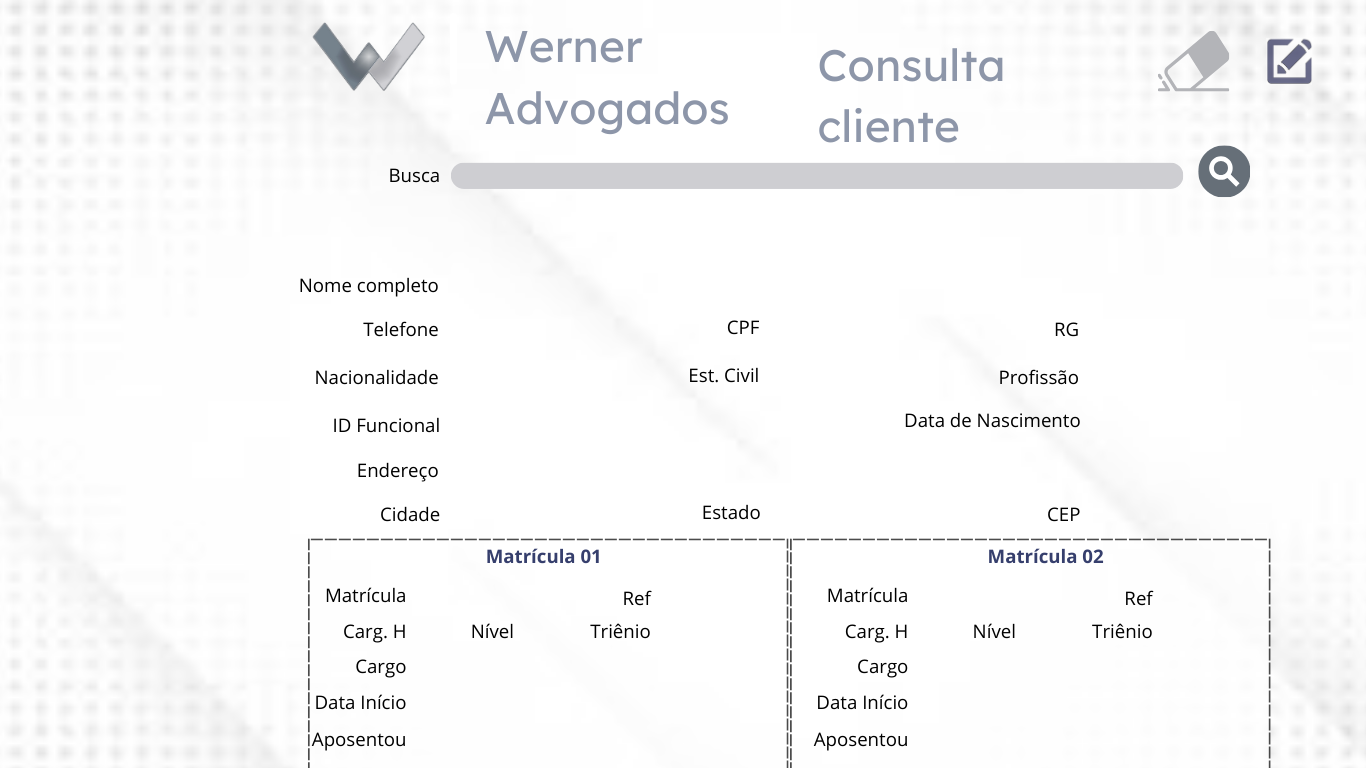 Werner
Advogados
Consulta
cliente
Busca
Nome completo
Telefone CPF RG
Nacionalidade Est. Civil Profissão
ID Funcional Data de Nascimento
Endereço
Cidade Estado CEP
Matrícula 01
Matrícula Ref
Carg. H Nível Triênio
Cargo
Data Início
Aposentou
Matrícula 02
Matrícula Ref
Carg. H Nível Triênio
Cargo
Data Início
Aposentou